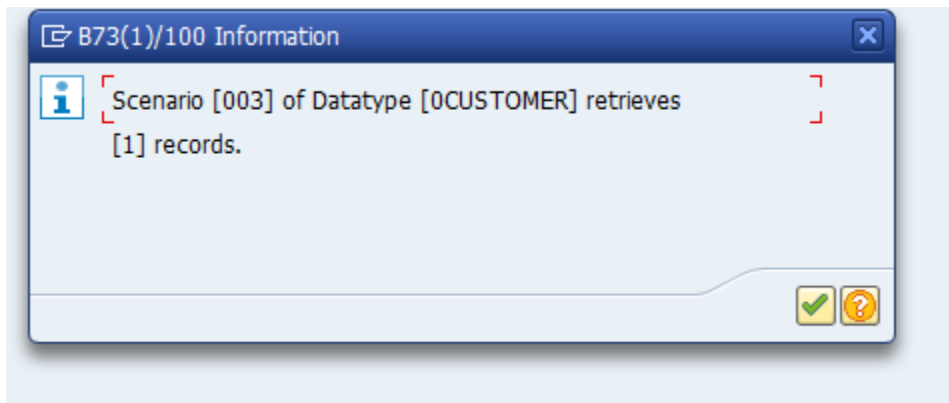 B73(1)/100 Information
Scenario [003] of Datatype [0CUSTOMER] retrieves
[1] records.